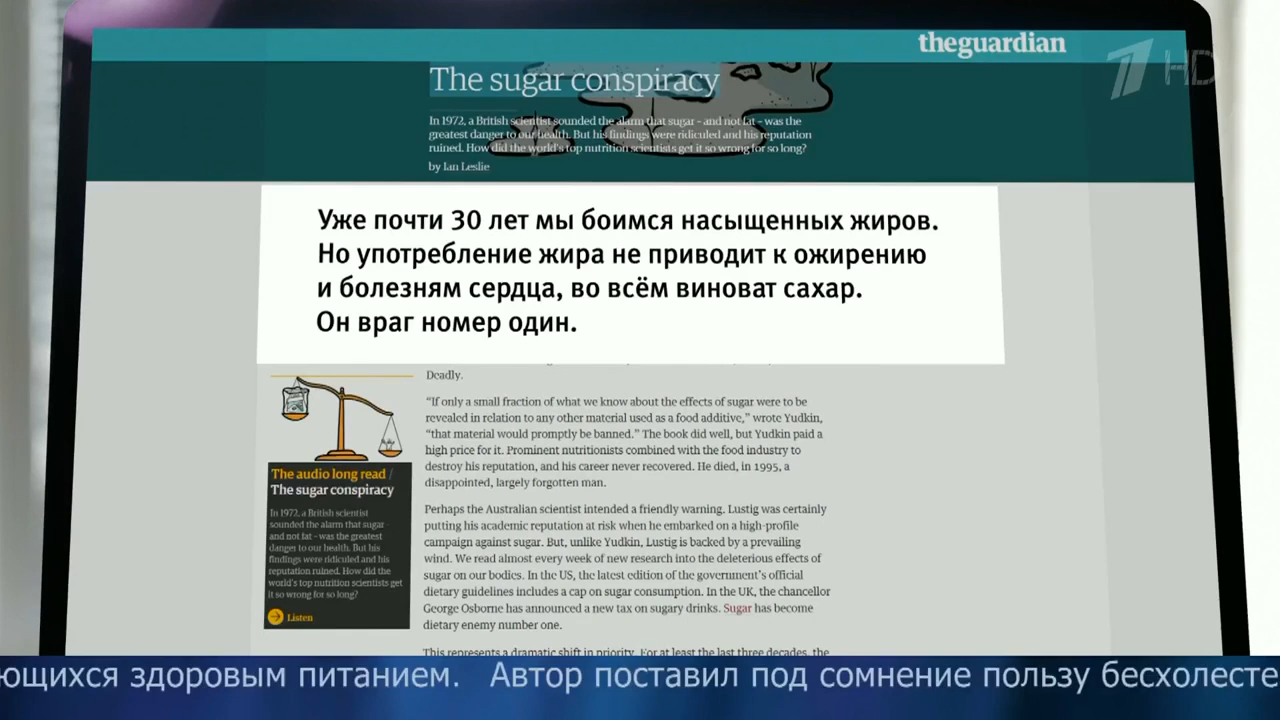 theguardian
HD
The sugar conspiracy
In 1972, a British scientist sounded the alarm that sugar – and not fat – was the
greatest danger to our health. But his findings were ridiculed and his reputation
ruined. How did the world's top nutrition scientists get it so wrong for so long?
by Ian Leslie
Уже почти 30 лет мы боимся насыщенных жиров.
Но употребление жира не приводит к ожирению
и болезням сердца, во всём виноват сахар.
Он враг номер один.
Deadly.
“If only a small fraction of what we know about the effects of sugar were to be
revealed in relation to any other material used as a food additive,” wrote Yudkin,
“that material would promptly be banned.” The book did well, but Yudkin paid a
high price for it. Prominent nutritionists combined with the food industry to
destroy his reputation, and his career never recovered. He died, in 1995, a
disappointed, largely forgotten man.
The audio long read /
The sugar conspiracy
In 1972, a British scientist
sounded the alarm that sugar
and not fat - was the greatest
danger to our health. But his
findings were ridiculed and his
reputation ruined. How did the
world's top nutrition scientists get
it so wrong for so long?
Listen
Perhaps the Australian scientist intended a friendly warning. Lustig was certainly
putting his academic reputation at risk when he embarked on a high-profile
campaign against sugar. But, unlike Yudkin, Lustig is backed by a prevailing
wind. We read almost every week of new research into the deleterious effects of
sugar on our bodies. In the US, the latest edition of the government's official
dietary guidelines includes a cap on sugar consumption. In the UK, the chancellor
George Osborne has announced a new tax on sugary drinks. Sugar has become
dietary enemy number one.
This represents a dramatic shift in priority. For at least the last three decades, the
ющихся здоровым питанием. Автор поставил под сомнение пользу бесхолесте